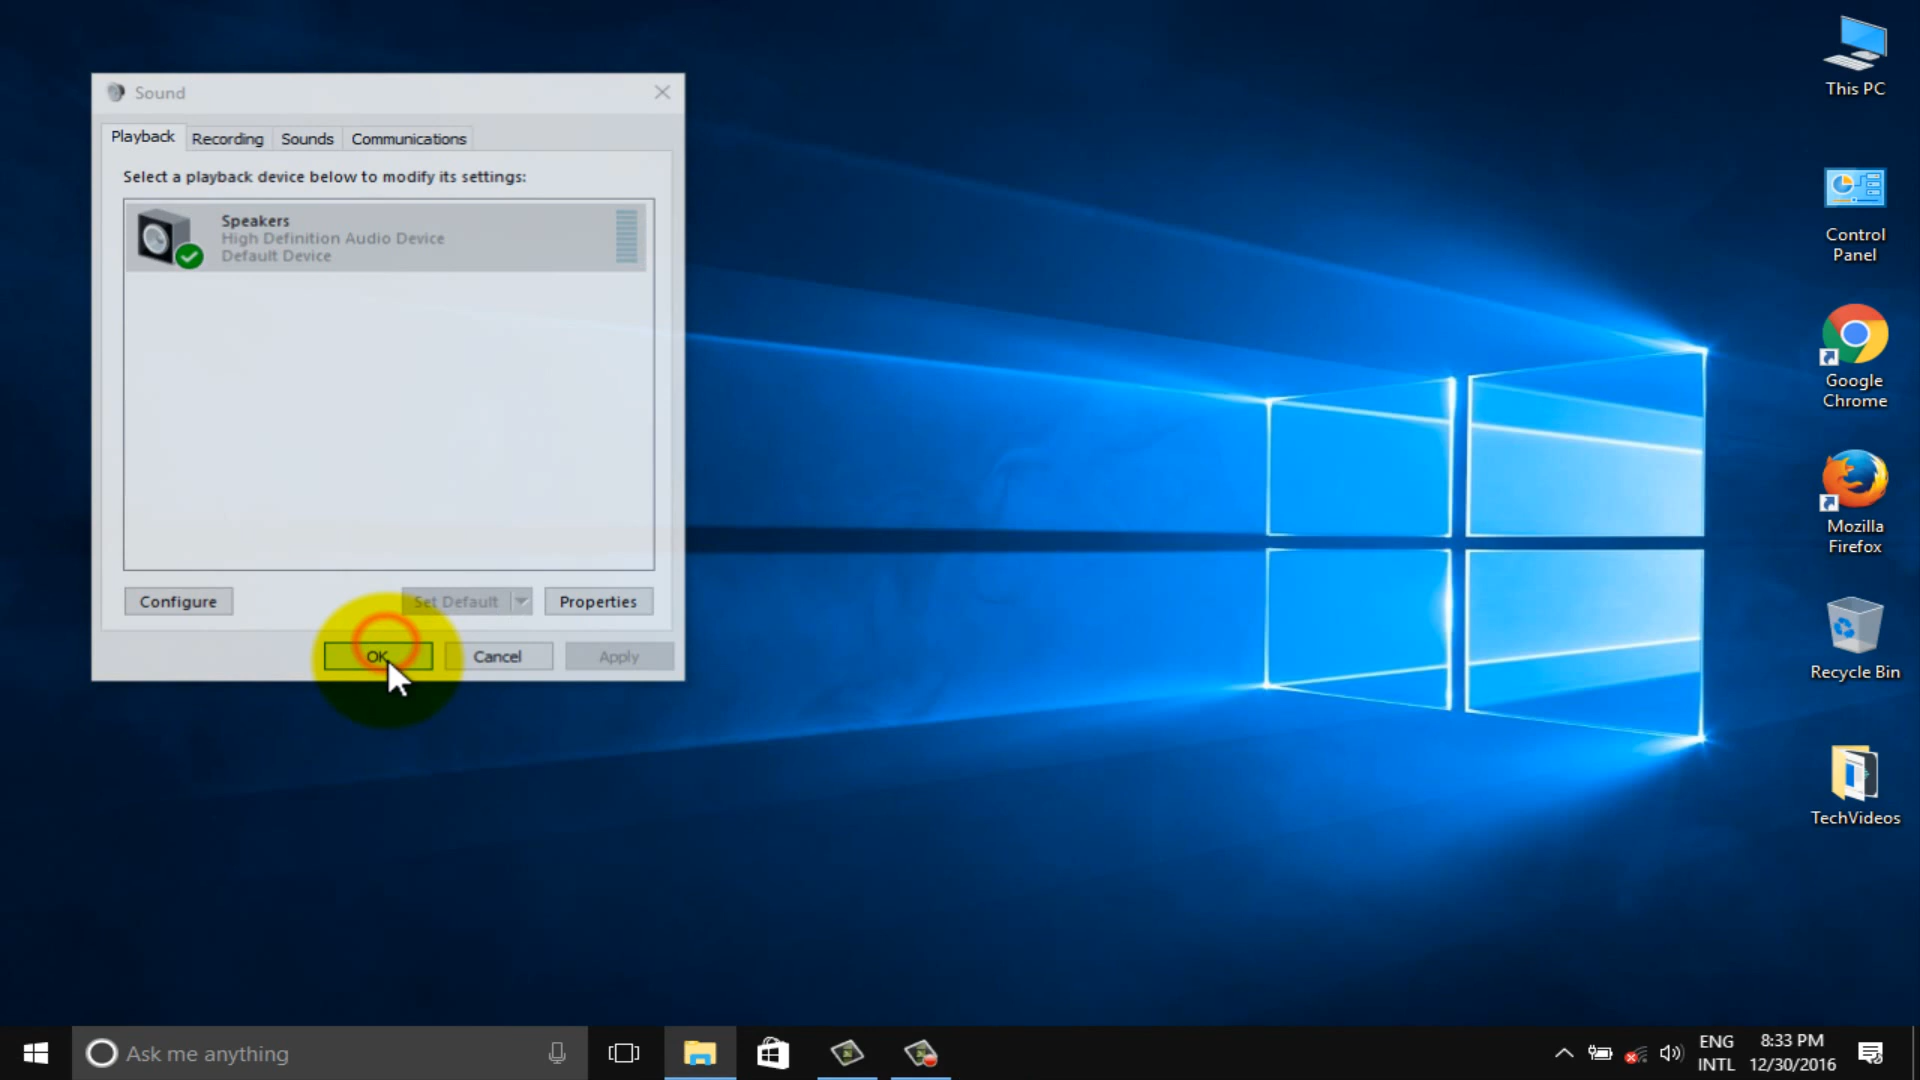 Sound
Playback
Recording
Sounds
Communications
Select a playback device below to modify its settings:
Speakers
High Definition Audio Device
Default Device
Configure
Set Default
Properties
OK
Cancel
Apply
This PC
Control
Panel
Google
Chrome
Mozilla
Firefox
Recycle Bin
TechVideos
Ask me anything
ENG
INTL
8:33 PM
12/30/2016